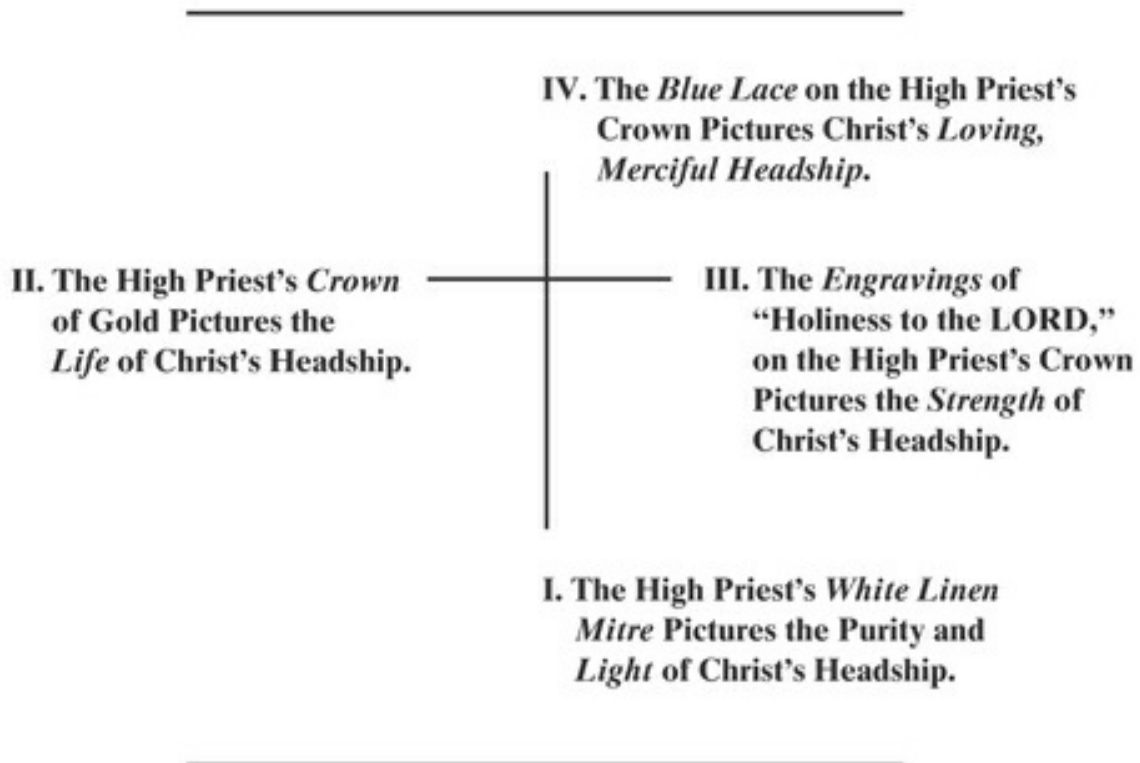 IV. The Blue Lace on the High Priest’s
Crown Pictures Christ’s Loving,
Merciful Headship.
II. The High Priest’s Crown
of Gold Pictures the
Life of Christ’s Headship.
III. The Engravings of
“Holiness to the LORD,”
on the High Priest’s Crown
Pictures the Strength of
Christ’s Headship.
I. The High Priest’s White Linen
Mitre Pictures the Purity and
Light of Christ’s Headship.